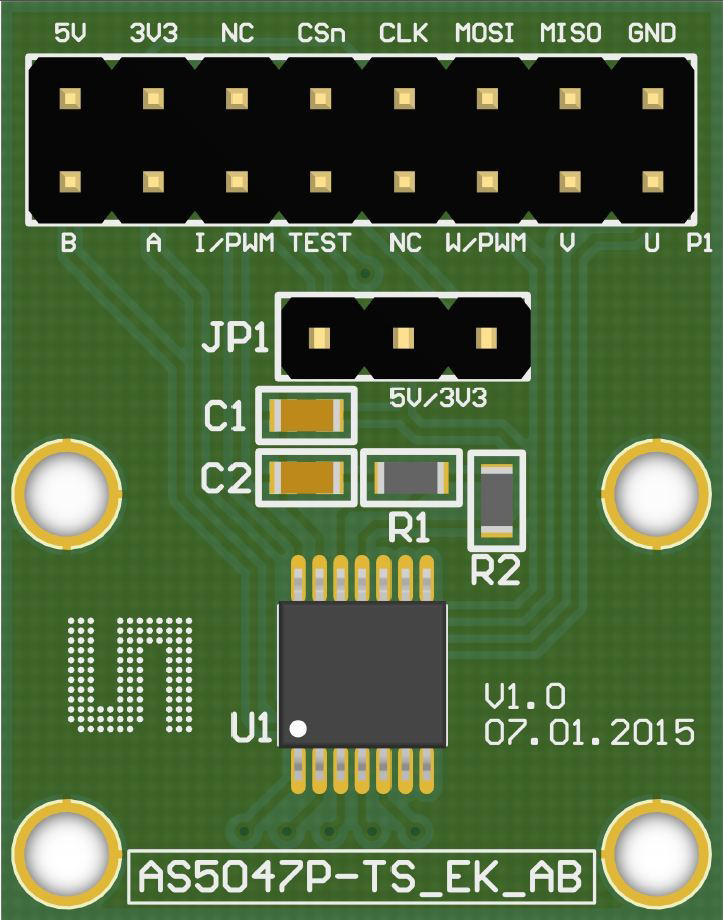 5V 3V3 NC CSn CLK MOSI MISO GND
B A I/PWM TEST NC W/PWM V U P1
JP1
5V/3V3
C1
C2
R1
R2
V1.0
U1 07.01.2015
AS5047P-TS_EK_AB